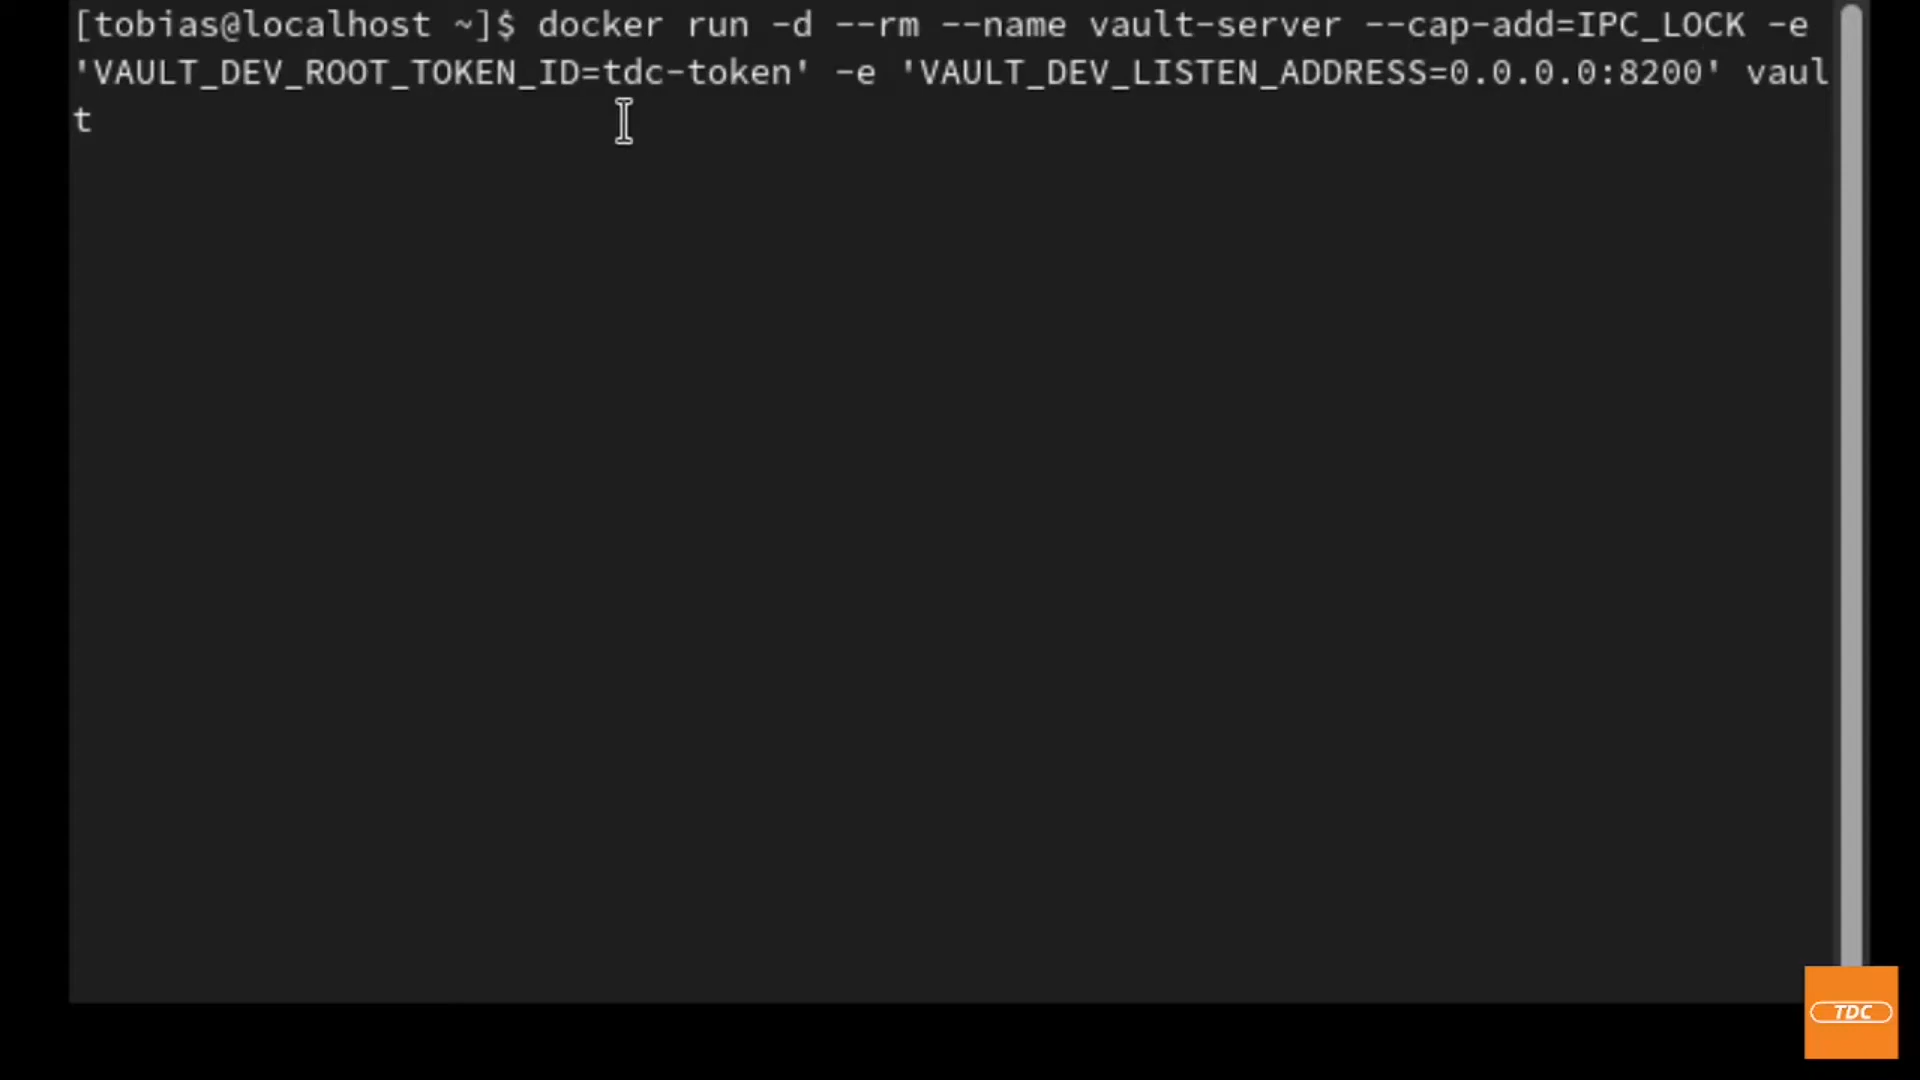 [tobias@localhost ~]$ docker run -d --rm --name vault-server --cap-add=IPC_LOCK -e
'VAULT_DEV_ROOT_TOKEN_ID=tdc-token' -e 'VAULT_DEV_LISTEN_ADDRESS=0.0.0.0:8200' vaul
t
TDC